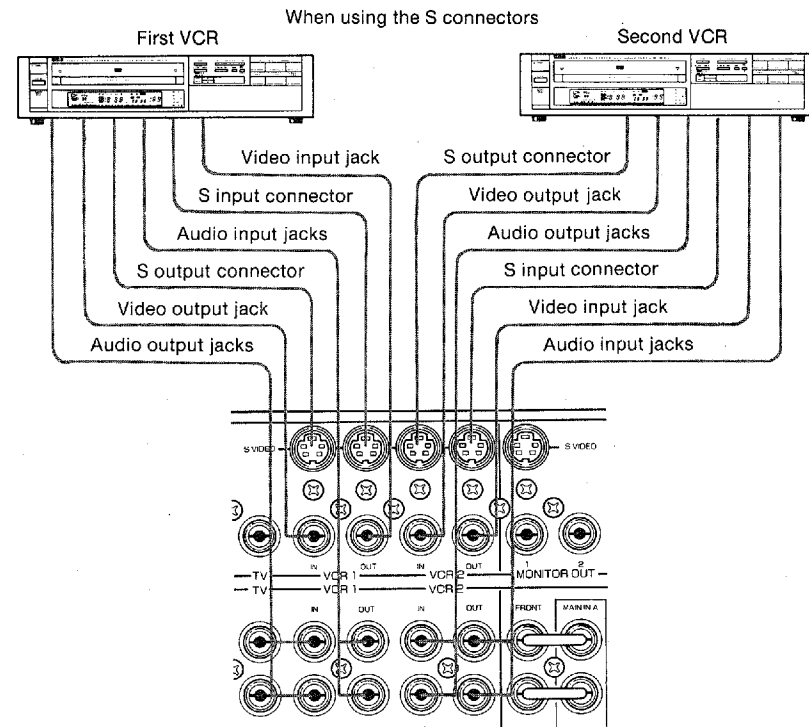 When using the S connectors
First VCR
Second VCR
Video input jack
S output connector
S input connector
Video output jack
Audio input jacks
Audio output jacks
S output connector
S input connector
Video output jack
Video input jack
Audio output jacks
Audio input jacks
S VIDEO
S VIDEO
IN OUT IN OUT 1 2
TV VCR 1 VCR 2 MONITOR OUT
TV VCR 1 VCR 2
IN OUT IN OUT FRONT MAIN IN A